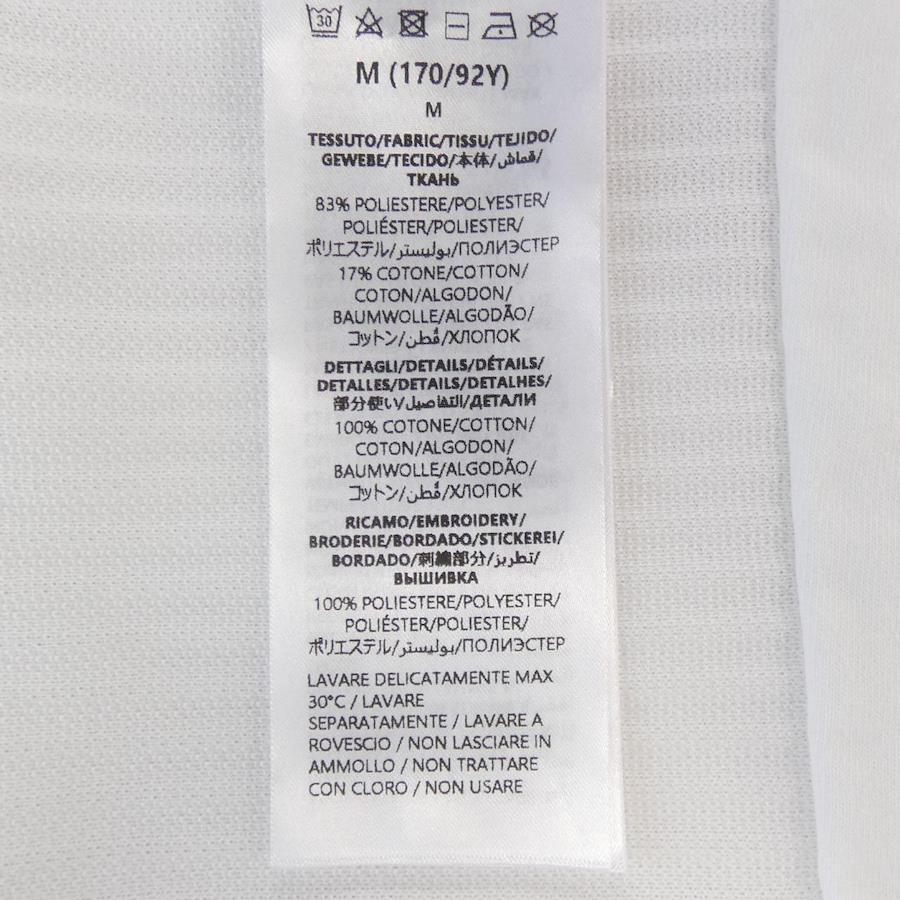 30
M (170/92Y)
M
TESSUTO/FABRIC/TISSU/TEJIDO/
GEWEBE/TECIDO/本体/قماش/
ТКАНЬ
83% POLIESTERE/POLYESTER/
POLIÉSTER/POLIESTER/
ポリエステル/بوليستر/ПОЛИЭСТЕР
17% COTONE/COTTON/
COTON/ALGODON/
BAUMWOLLE/ALGODÃO/
コットン/قُطن/ХЛОПОК
DETTAGLI/DETAILS/DÉTAILS/
DETALLES/DETAILS/DETALHES/
部分使い/التفاصيل/ДЕТАЛИ
100% COTONE/COTTON/
COTON/ALGODON/
BAUMWOLLE/ALGODÃO/
コットン/قُطن/ХЛОПОК
RICAMO/EMBROIDERY/
BRODERIE/BORDADO/STICKEREI/
BORDADO/刺繍部分/تطريز/
ВЫШИВКА
100% POLIESTERE/POLYESTER/
POLIÉSTER/POLIESTER/
ポリエステル/بوليستر/ПОЛИЭСТЕР
LAVARE DELICATAMENTE MAX
30°C / LAVARE
SEPARATAMENTE / LAVARE A
ROVESCIO / NON LASCIARE IN
AMMOLLO / NON TRATTARE
CON CLORO / NON USARE